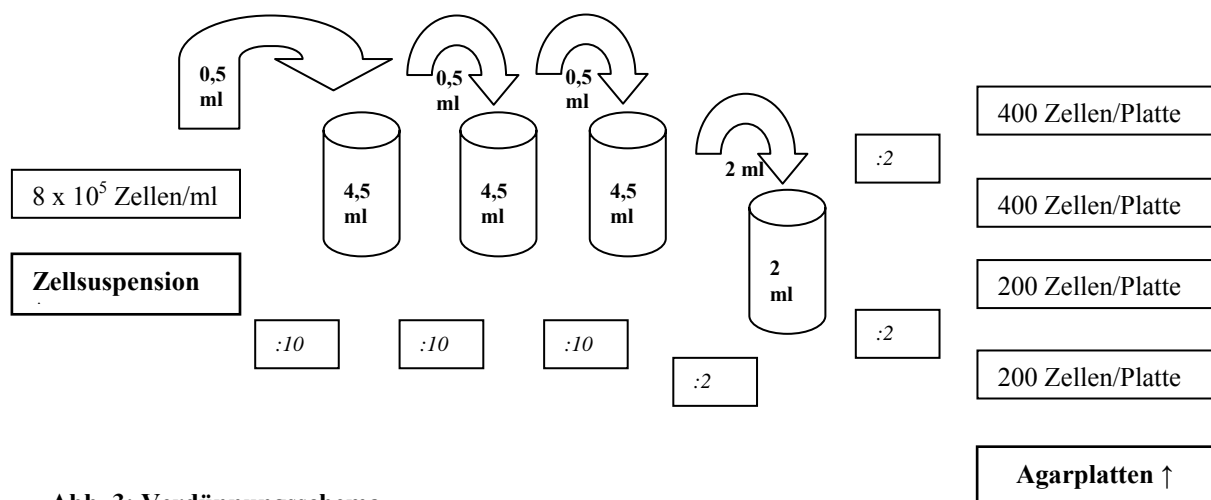 0,5
ml
0,5
ml
0,5
ml
2 ml
8 x 10⁵ Zellen/ml
Zellsuspension
4,5
ml
4,5
ml
4,5
ml
2
ml
:10
:10
:10
:2
:2
:2
400 Zellen/Platte
400 Zellen/Platte
200 Zellen/Platte
200 Zellen/Platte
Agarplatten ↑
Abb. 3: Verdünnungsschema